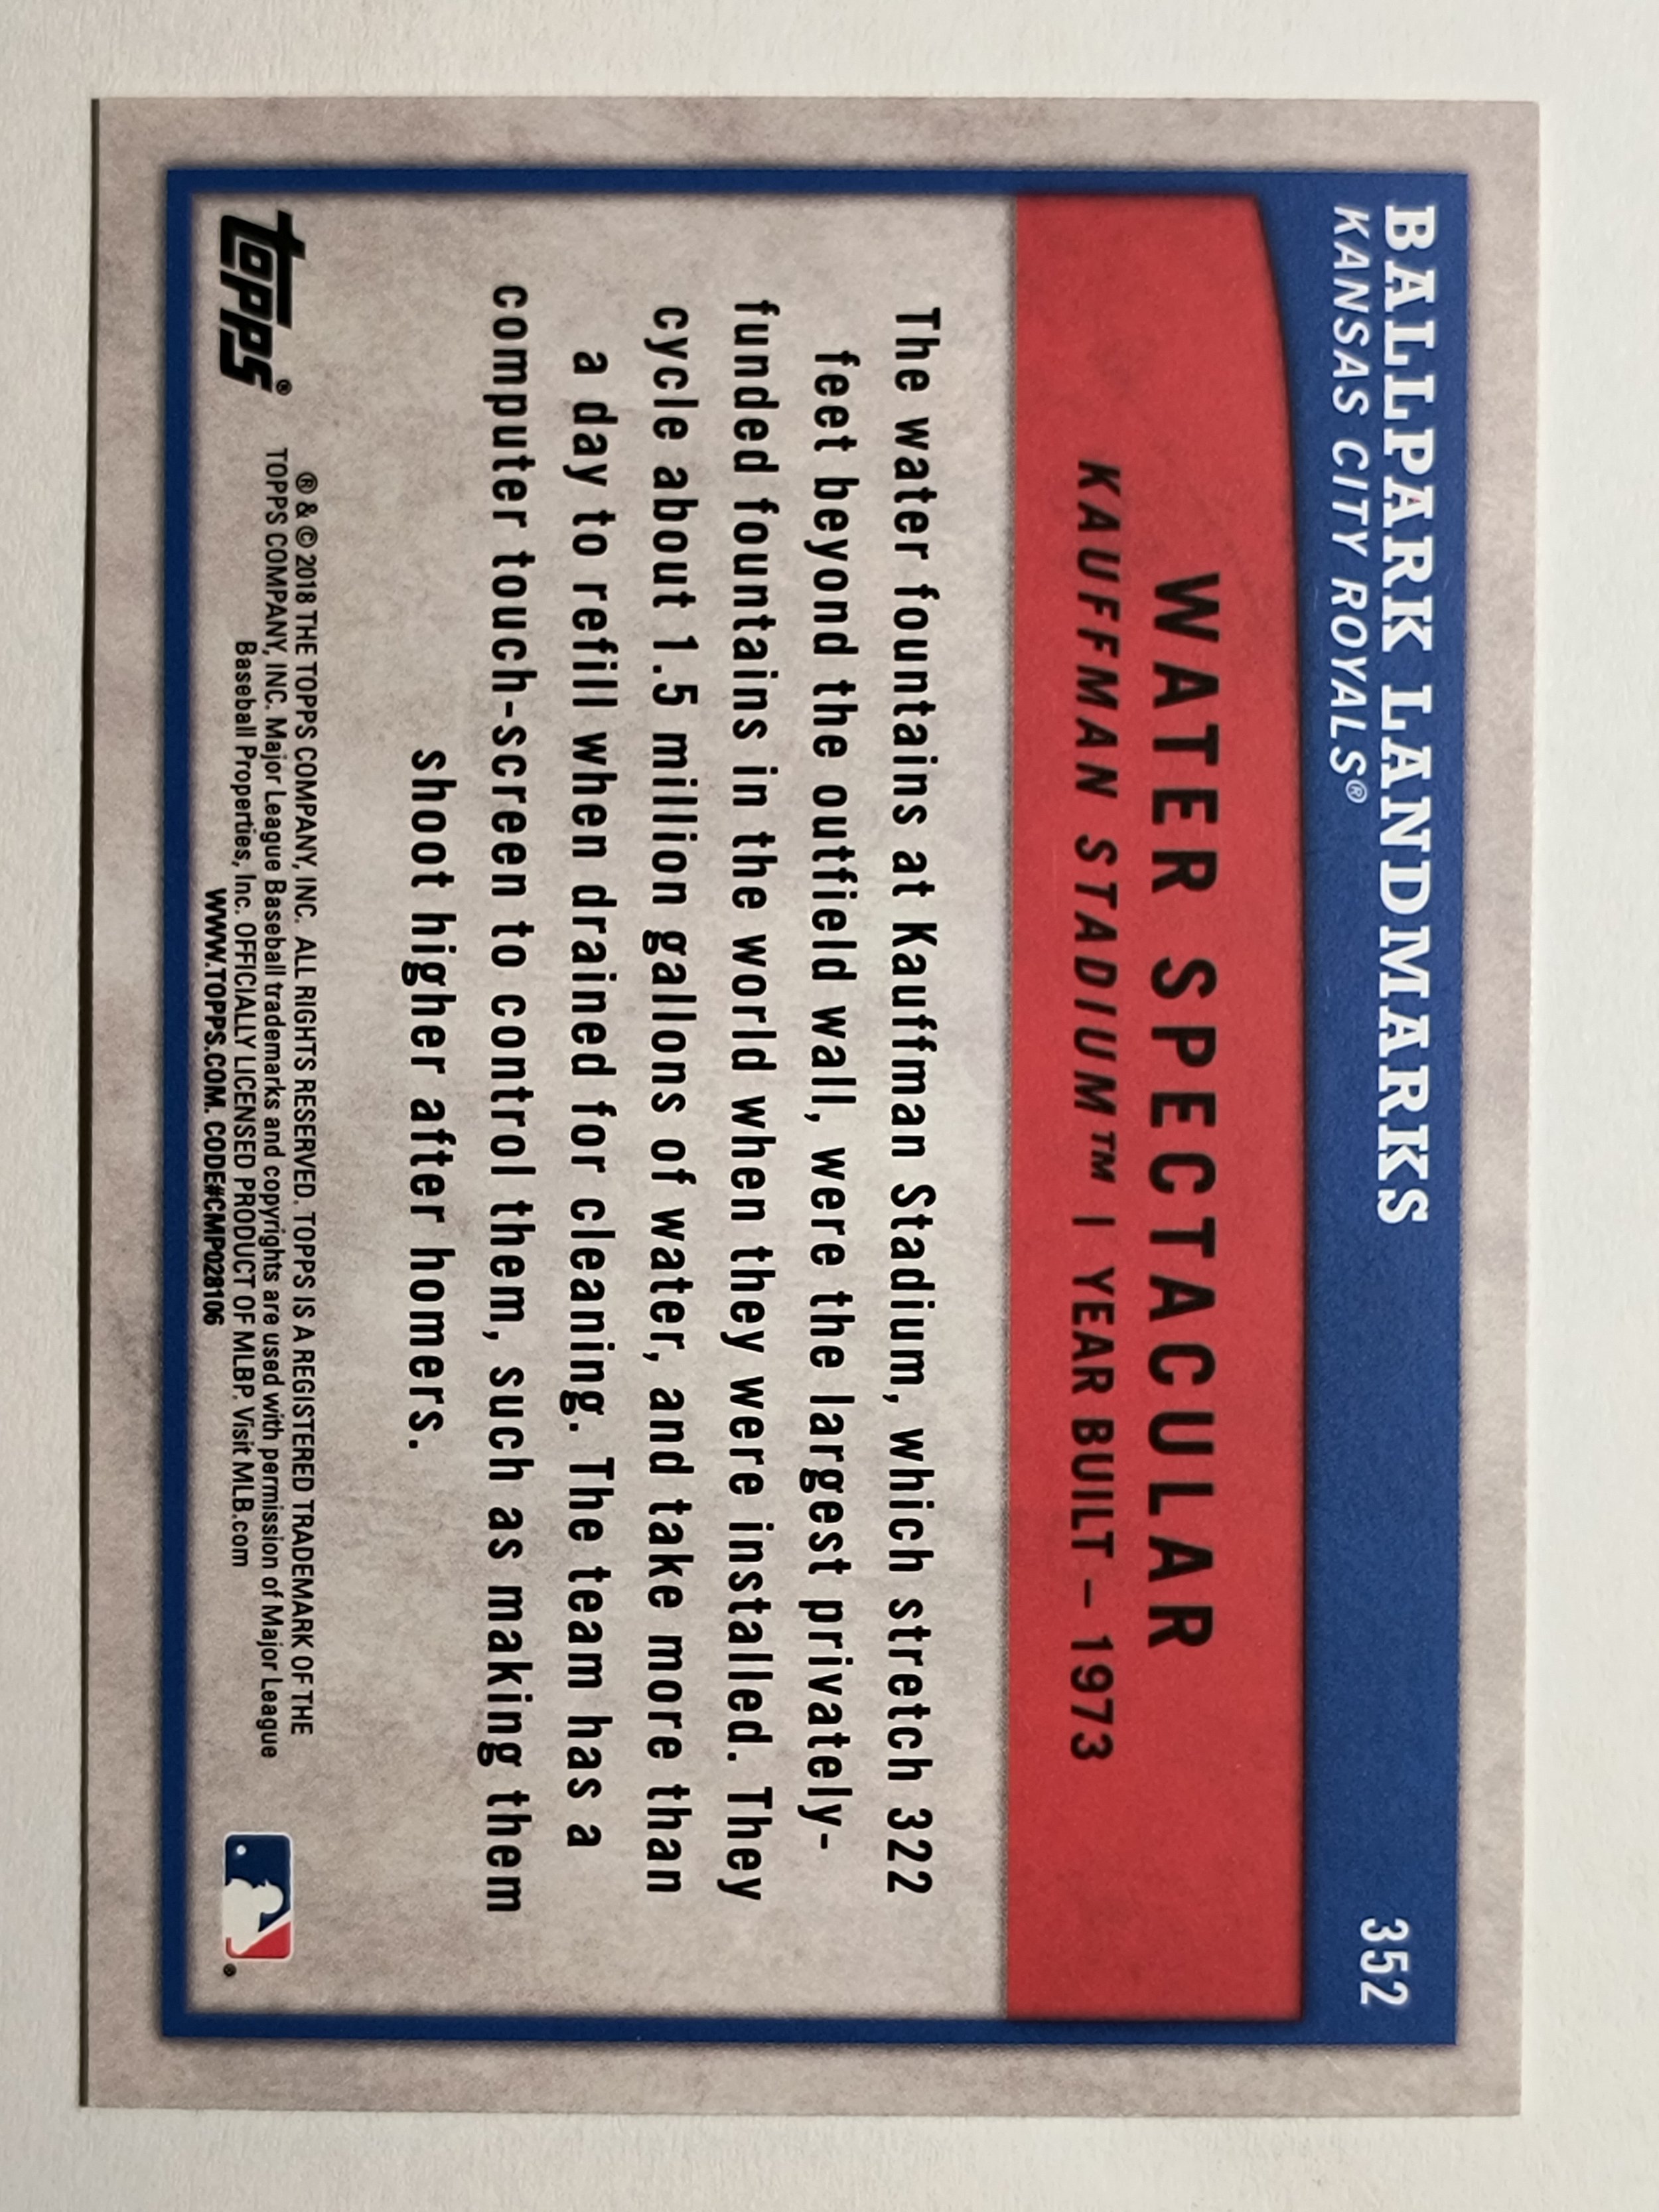 BALLPARK LANDMARKS 352
KANSAS CITY ROYALS®
WATER SPECTACULAR
KAUFFMAN STADIUM™ | YEAR BUILT – 1973
The water fountains at Kauffman Stadium, which stretch 322
feet beyond the outfield wall, were the largest privately-
funded fountains in the world when they were installed. They
cycle about 1.5 million gallons of water, and take more than
a day to refill when drained for cleaning. The team has a
computer touch-screen to control them, such as making them
shoot higher after homers.
topps®
® & © 2018 THE TOPPS COMPANY, INC. ALL RIGHTS RESERVED. TOPPS IS A REGISTERED TRADEMARK OF THE
TOPPS COMPANY, INC. Major League Baseball trademarks and copyrights are used with permission of Major League
Baseball Properties, Inc. OFFICIALLY LICENSED PRODUCT OF MLBP. Visit MLB.com
WWW.TOPPS.COM. CODE#CMP028106
®